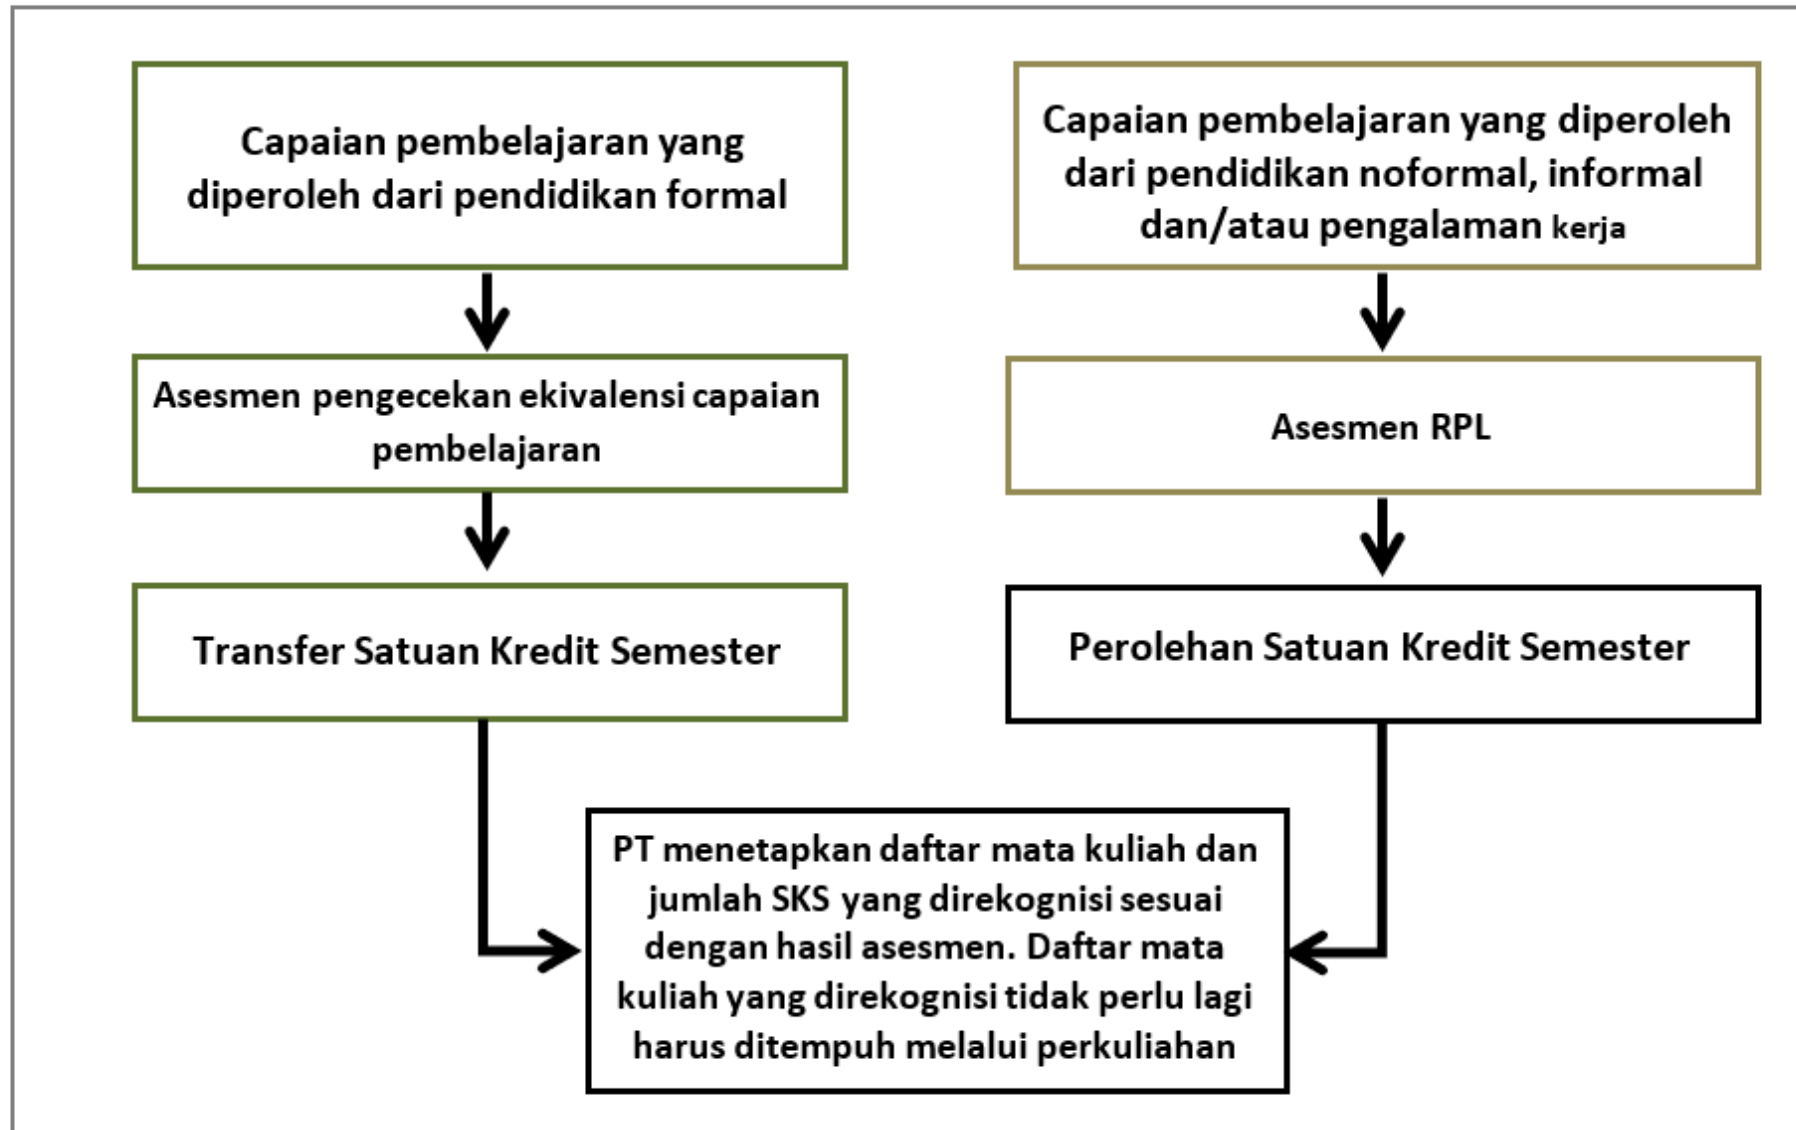 Capaian pembelajaran yang
diperoleh dari pendidikan formal
Capaian pembelajaran yang diperoleh
dari pendidikan noformal, informal
dan/atau pengalaman kerja
Asesmen pengecekan ekivalensi capaian
pembelajaran
Asesmen RPL
Transfer Satuan Kredit Semester
Perolehan Satuan Kredit Semester
PT menetapkan daftar mata kuliah dan
jumlah SKS yang direkognisi sesuai
dengan hasil asesmen. Daftar mata
kuliah yang direkognisi tidak perlu lagi
harus ditempuh melalui perkuliahan